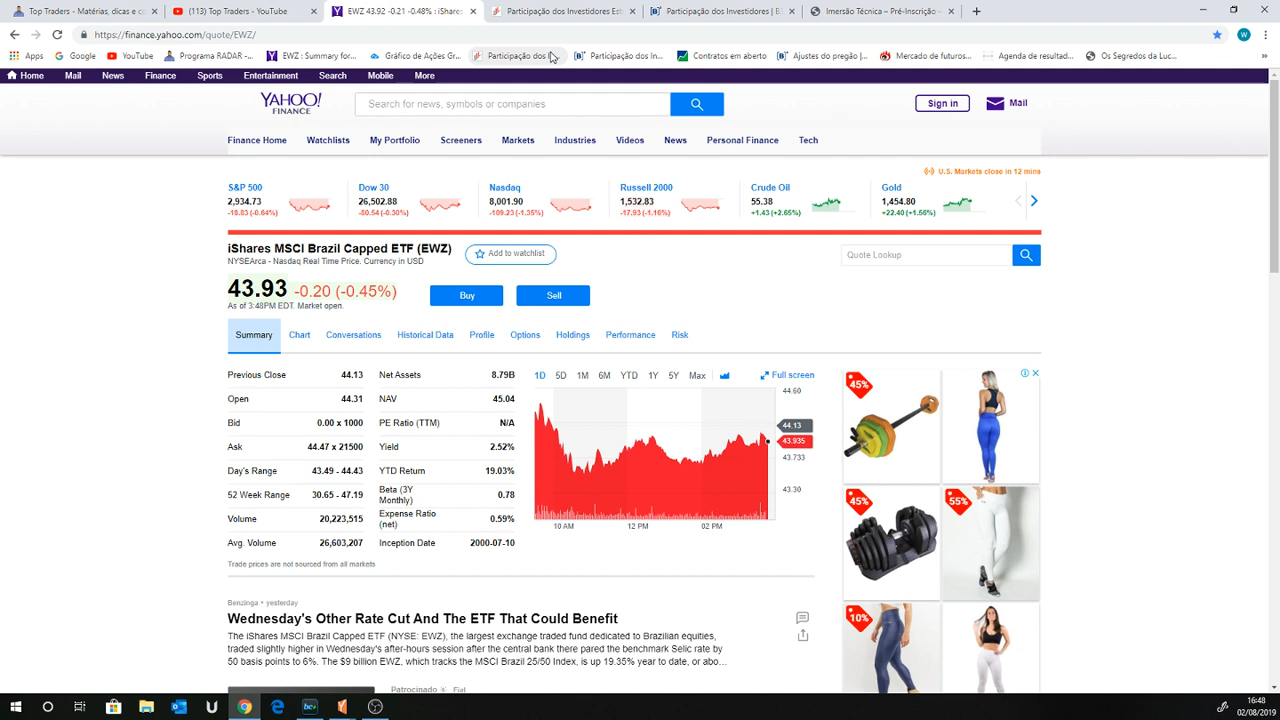 Top Traders - Matérias, dicas e c
(113) Top Traders - YouTube
EWZ 43.92 -0.21 -0.48% : iShares
Participação dos Investidores Est
Participação dos Investidores | B3
Imersão Técnica – Pré-Inscrição -
https://finance.yahoo.com/quote/EWZ/
W
Apps
Google
YouTube
Programa RADAR -...
EWZ : Summary for...
Gráfico de Ações Gr...
Participação dos I
Participação dos In...
Contratos em aberto
Ajustes do pregão |...
Mercado de futuros...
Agenda de resultad...
Os Segredos da Luc...
Home
Mail
News
Finance
Sports
Entertainment
Search
Mobile
More
YAHOO!
FINANCE
Search for news, symbols or companies
Sign in
Mail
Finance Home
Watchlists
My Portfolio
Screeners
Markets
Industries
Videos
News
Personal Finance
Tech
U.S. Markets close in 12 mins
S&P 500
2,934.73
-18.83 (-0.64%)
Dow 30
26,502.88
-80.54 (-0.30%)
Nasdaq
8,001.90
-109.23 (-1.35%)
Russell 2000
1,532.83
-17.93 (-1.16%)
Crude Oil
55.38
+1.43 (+2.65%)
Gold
1,454.80
+22.40 (+1.56%)
iShares MSCI Brazil Capped ETF (EWZ)
NYSEArca - Nasdaq Real Time Price. Currency in USD
Add to watchlist
Quote Lookup
43.93 -0.20 (-0.45%)
As of 3:48PM EDT. Market open.
Buy
Sell
Summary
Chart
Conversations
Historical Data
Profile
Options
Holdings
Performance
Risk
Previous Close 44.13
Open 44.31
Bid 0.00 x 1000
Ask 44.47 x 21500
Day's Range 43.49 - 44.43
52 Week Range 30.65 - 47.19
Volume 20,223,515
Avg. Volume 26,603,207
Net Assets 8.79B
NAV 45.04
PE Ratio (TTM) N/A
Yield 2.52%
YTD Return 19.03%
Beta (3Y
Monthly) 0.78
Expense Ratio
(net) 0.59%
Inception Date 2000-07-10
Trade prices are not sourced from all markets
1D 5D 1M 6M YTD 1Y 5Y Max
Full screen
44.60
44.13
43.935
43.733
43.30
10 AM
12 PM
02 PM
45%
45%
55%
10%
Benzinga • yesterday
Wednesday's Other Rate Cut And The ETF That Could Benefit
The iShares MSCI Brazil Capped ETF (NYSE: EWZ), the largest exchange traded fund dedicated to Brazilian equities,
traded slightly higher in Wednesday's after-hours session after the central bank there pared the benchmark Selic rate by
50 basis points to 6%. The $9 billion EWZ, which tracks the MSCI Brazil 25/50 Index, is up 19.35% year to date, or abo...
Patrocinado
Fiel
16:48
02/08/2019